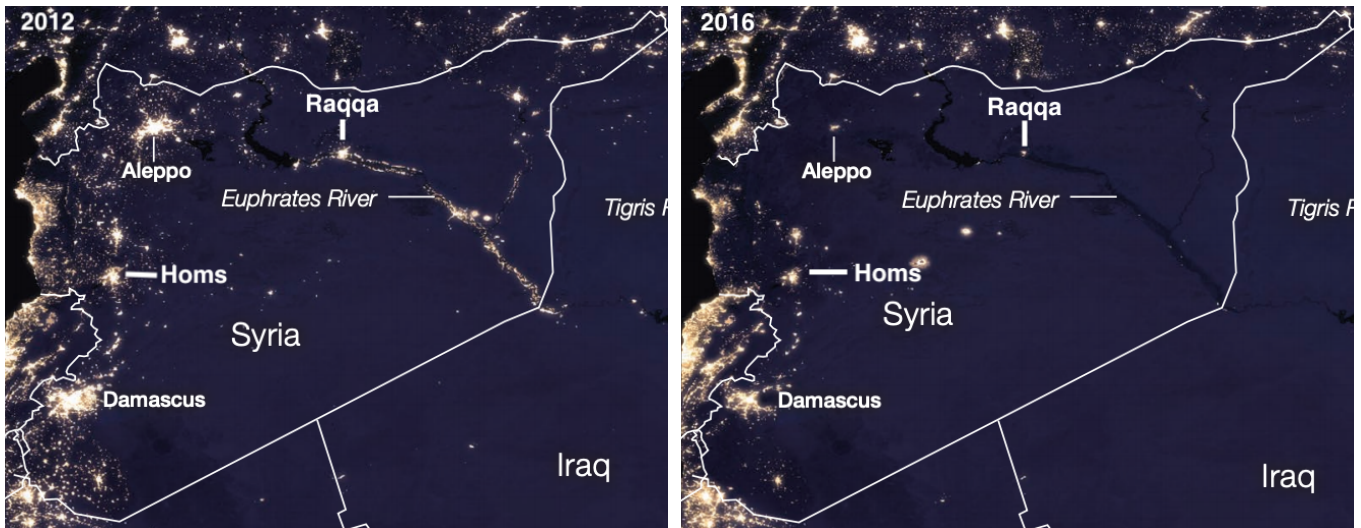 2012
Raqqa
Aleppo
Euphrates River
Homs
Syria
Damascus
Iraq
Tigris
2016
Raqqa
Aleppo
Euphrates River
Homs
Syria
Damascus
Iraq
Tigris